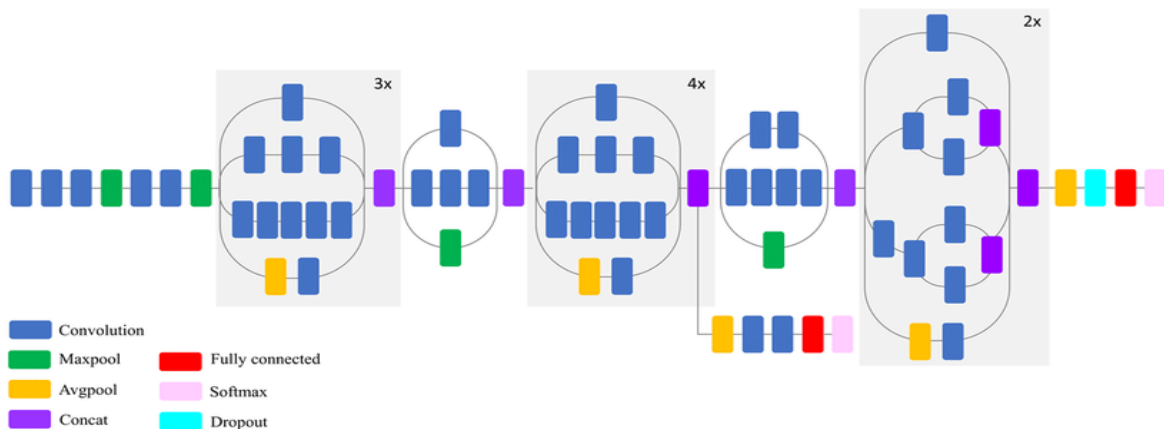 2x
3x
4x
Convolution
Maxpool
Fully connected
Avgpool
Softmax
Concat
Dropout